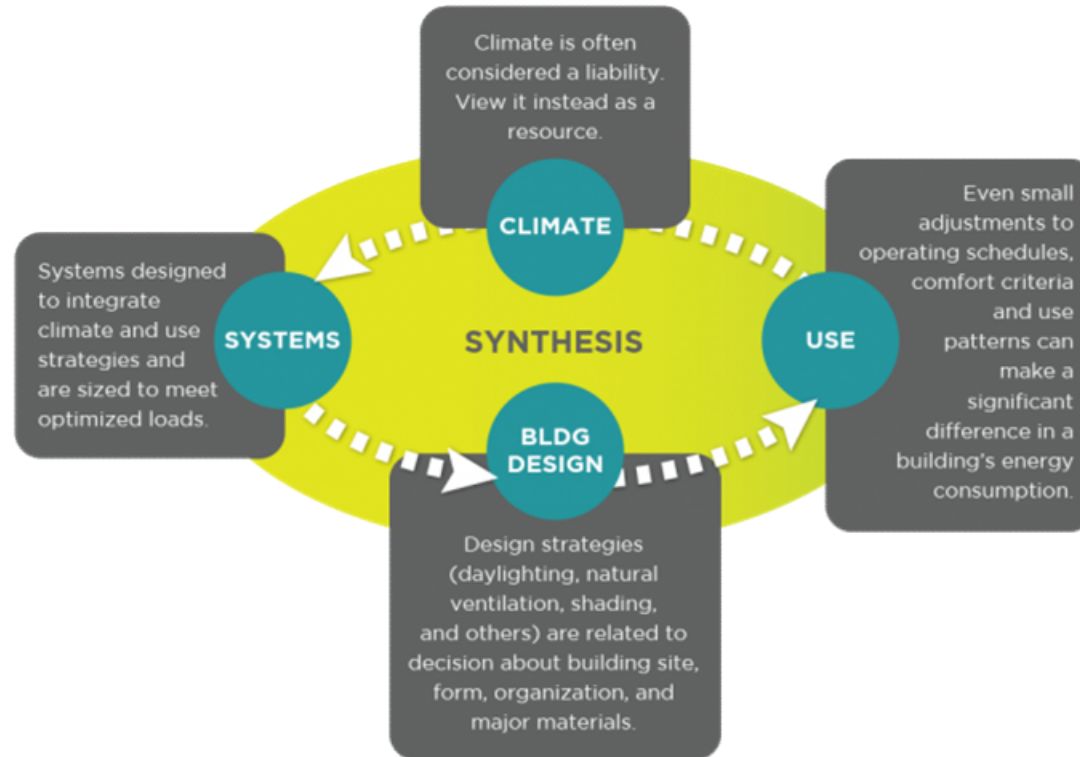 Climate is often
considered a liability.
View it instead as a
resource.
CLIMATE
Systems designed
to integrate
climate and use
strategies and
are sized to meet
optimized loads.
SYSTEMS
SYNTHESIS
USE
Even small
adjustments to
operating schedules,
comfort criteria
and use
patterns can
make a
significant
difference in a
building's energy
consumption.
BLDG
DESIGN
Design strategies
(daylighting, natural
ventilation, shading,
and others) are related to
decision about building site,
form, organization, and
major materials.